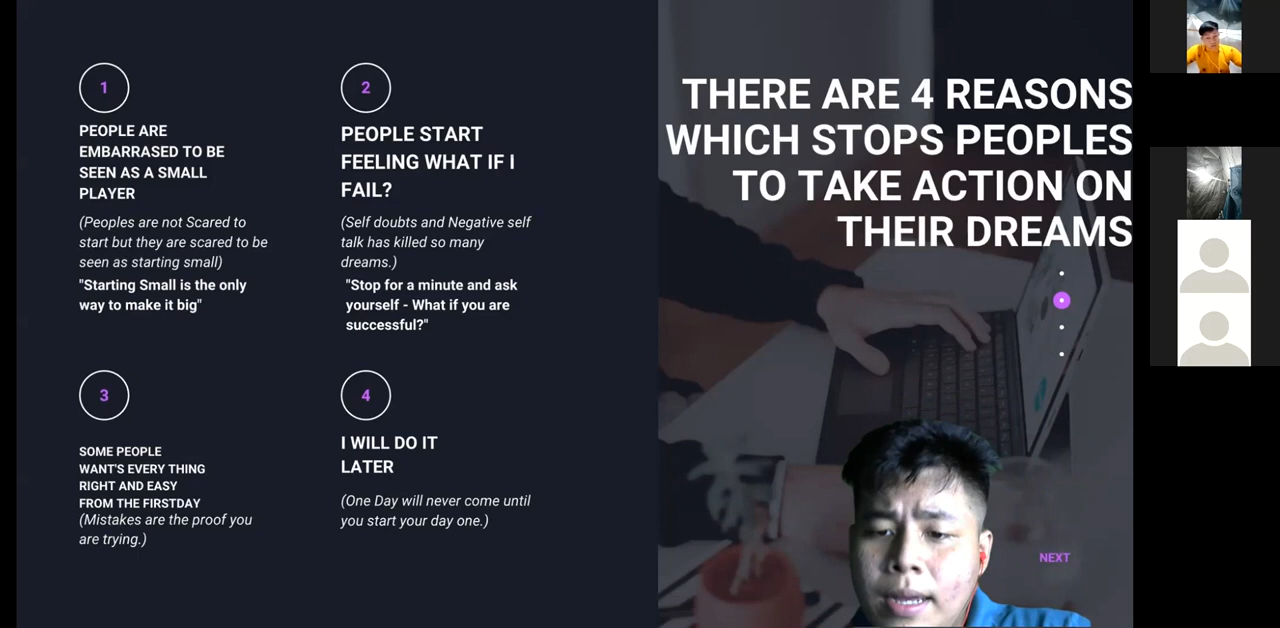 THERE ARE 4 REASONS
WHICH STOPS PEOPLES
TO TAKE ACTION ON
THEIR DREAMS
1
PEOPLE ARE
EMBARRASED TO BE
SEEN AS A SMALL
PLAYER
(Peoples are not Scared to
start but they are scared to be
seen as starting small)
"Starting Small is the only
way to make it big"
2
PEOPLE START
FEELING WHAT IF I
FAIL?
(Self doubts and Negative self
talk has killed so many
dreams.)
"Stop for a minute and ask
yourself - What if you are
successful?"
3
SOME PEOPLE
WANT'S EVERY THING
RIGHT AND EASY
FROM THE FIRSTDAY
(Mistakes are the proof you
are trying.)
4
I WILL DO IT
LATER
(One Day will never come until
you start your day one.)
NEXT